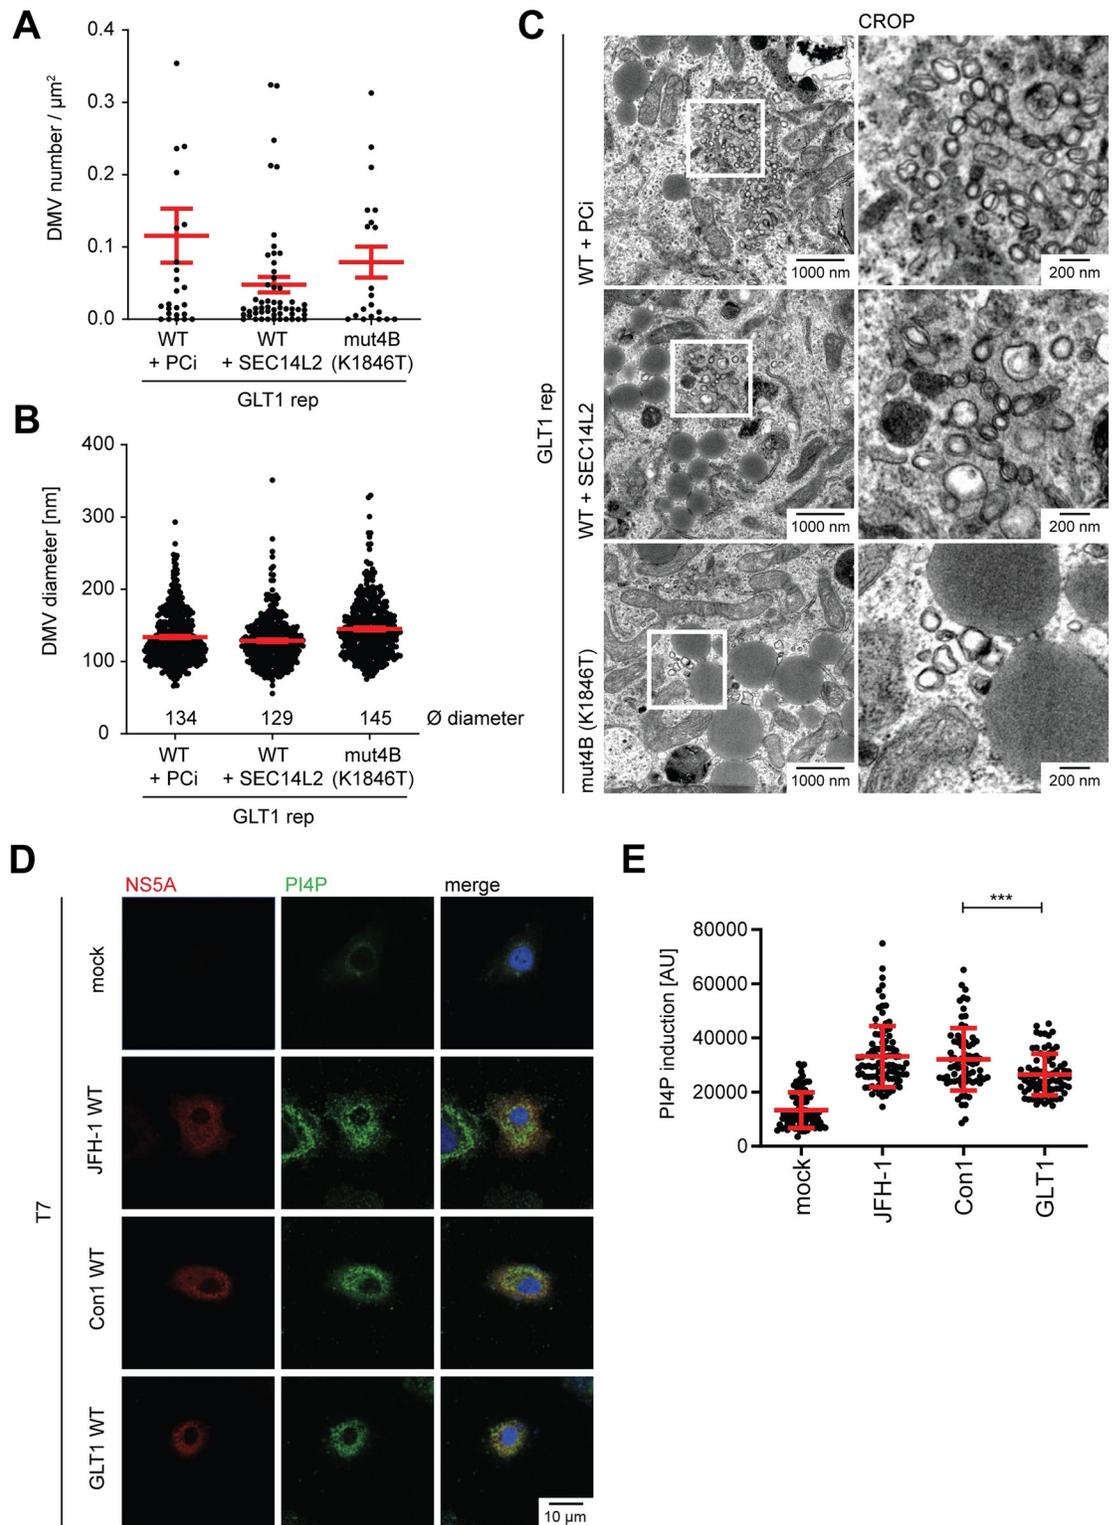 A
0.4
0.3
0.2
0.1
0.0
DMV number / µm²
WT
+ PCi
WT
+ SEC14L2
mut4B
(K1846T)
GLT1 rep
B
400
300
200
100
0
DMV diameter [nm]
134
129
145
Ø diameter
WT
+ PCi
WT
+ SEC14L2
mut4B
(K1846T)
GLT1 rep
C
CROP
GLT1 rep
WT + PCi
1000 nm
200 nm
WT + SEC14L2
1000 nm
200 nm
mut4B (K1846T)
1000 nm
200 nm
D
NS5A
PI4P
merge
T7
mock
JFH-1 WT
Con1 WT
GLT1 WT
10 µm
E
***
80000
60000
40000
20000
0
PI4P induction [AU]
mock
JFH-1
Con1
GLT1